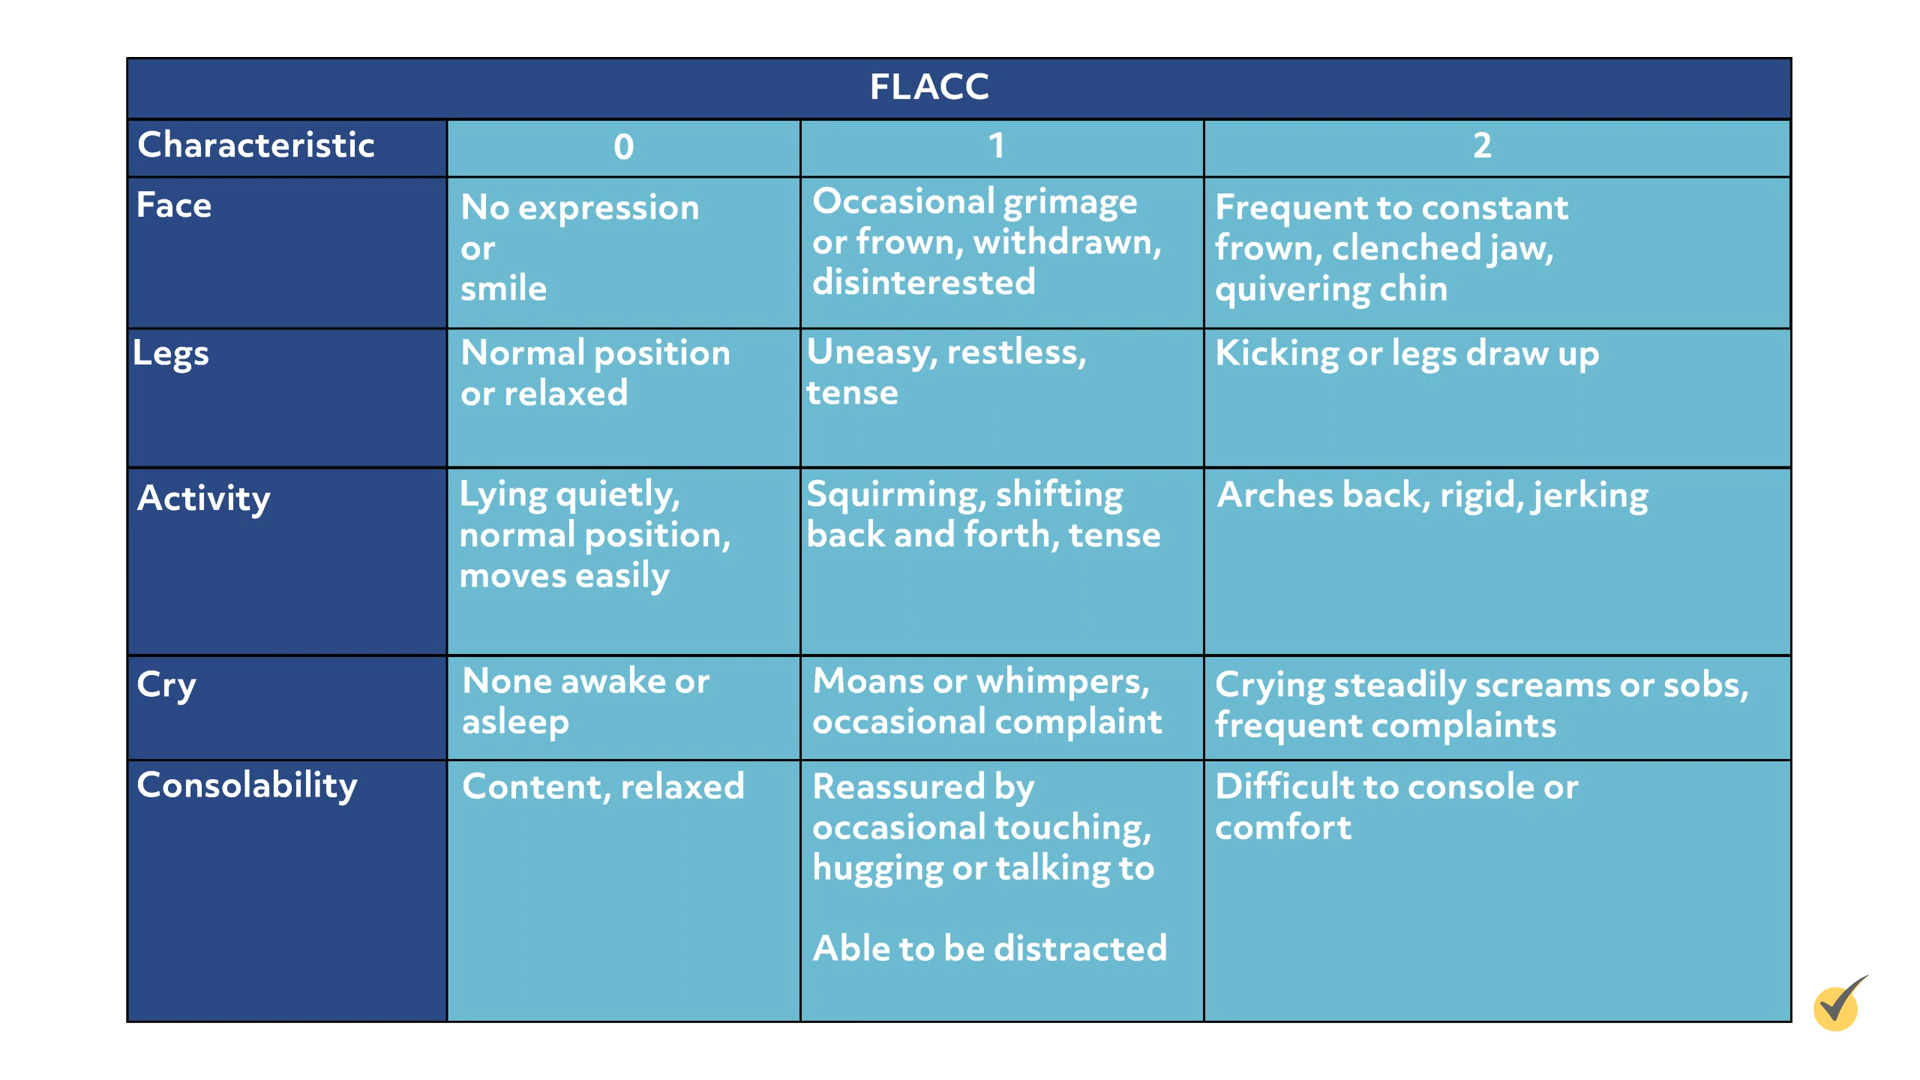 FLACC
Characteristic
0
1
2
Face
No expression
or
smile
Occasional grimage
or frown, withdrawn,
disinterested
Frequent to constant
frown, clenched jaw,
quivering chin
Legs
Normal position
or relaxed
Uneasy, restless,
tense
Kicking or legs draw up
Activity
Lying quietly,
normal position,
moves easily
Squirming, shifting
back and forth, tense
Arches back, rigid, jerking
Cry
None awake or
asleep
Moans or whimpers,
occasional complaint
Crying steadily screams or sobs,
frequent complaints
Consolability
Content, relaxed
Reassured by
occasional touching,
hugging or talking to
Able to be distracted
Difficult to console or
comfort